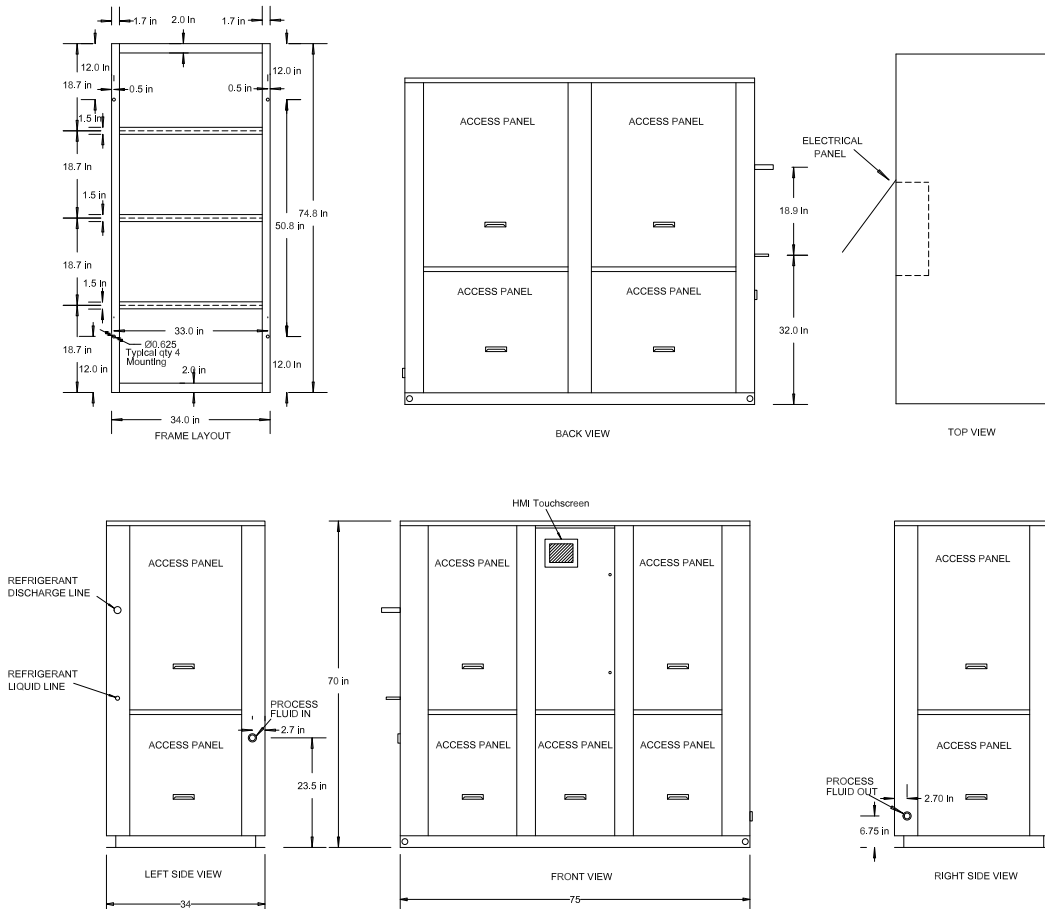 1.7 in
2.0 in
1.7 in
12.0 in
12.0 in
18.7 in
0.5 in
0.5 in
1.5 in
18.7 in
1.5 in
74.8 in
50.8 in
18.7 in
1.5 in
33.0 in
Ø0.625
Typical qty 4
Mounting
18.7 in
12.0 in
2.0 in
12.0 in
34.0 in
FRAME LAYOUT
ACCESS PANEL
ACCESS PANEL
ACCESS PANEL
ACCESS PANEL
18.9 in
32.0 in
BACK VIEW
ELECTRICAL
PANEL
TOP VIEW
REFRIGERANT
DISCHARGE LINE
REFRIGERANT
LIQUID LINE
ACCESS PANEL
ACCESS PANEL
PROCESS
FLUID IN
2.7 in
23.5 in
LEFT SIDE VIEW
34
HMI Touchscreen
70 in
ACCESS PANEL
ACCESS PANEL
ACCESS PANEL
ACCESS PANEL
ACCESS PANEL
FRONT VIEW
75
ACCESS PANEL
ACCESS PANEL
PROCESS
FLUID OUT
2.70 in
6.75 in
RIGHT SIDE VIEW